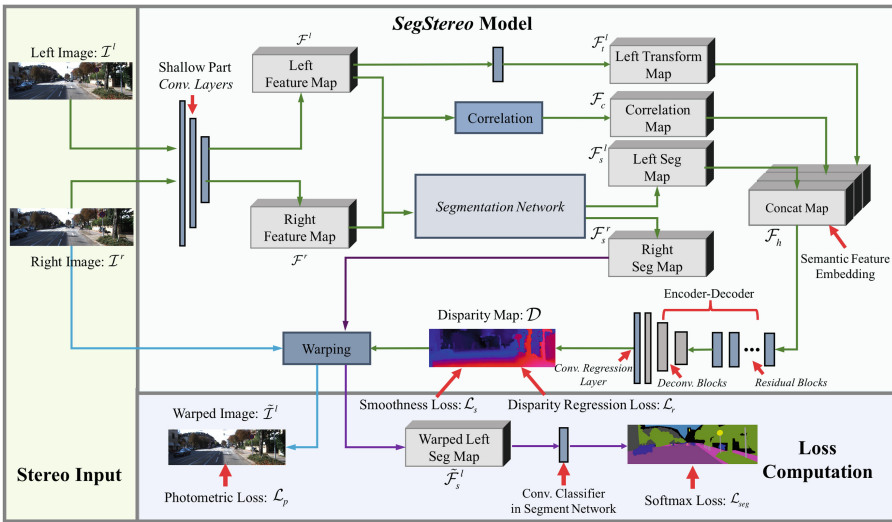 SegStereo Model
Left Image: 𝓘ˡ
Shallow Part
Conv. Layers
𝓕ˡ
Left
Feature Map
𝓕ₜˡ
Left Transform
Map
Correlation
𝓕_c
Correlation
Map
𝓕ₛˡ
Left Seg
Map
Segmentation Network
Concat Map
𝓕ₕ
Semantic Feature
Embedding
Right Image: 𝓘ʳ
Right
Feature Map
𝓕ʳ
𝓕ₛʳ
Right
Seg Map
Encoder-Decoder
Disparity Map: 𝓓
Warping
Conv. Regression
Layer
Deconv. Blocks
Residual Blocks
Smoothness Loss: 𝓛ₛ
Disparity Regression Loss: 𝓛ᵣ
Stereo Input
Warped Image: 𝓘̃ˡ
Photometric Loss: 𝓛ₚ
Warped Left
Seg Map
𝓕̃ₛˡ
Conv. Classifier
in Segment Network
Softmax Loss: 𝓛_seg
Loss
Computation